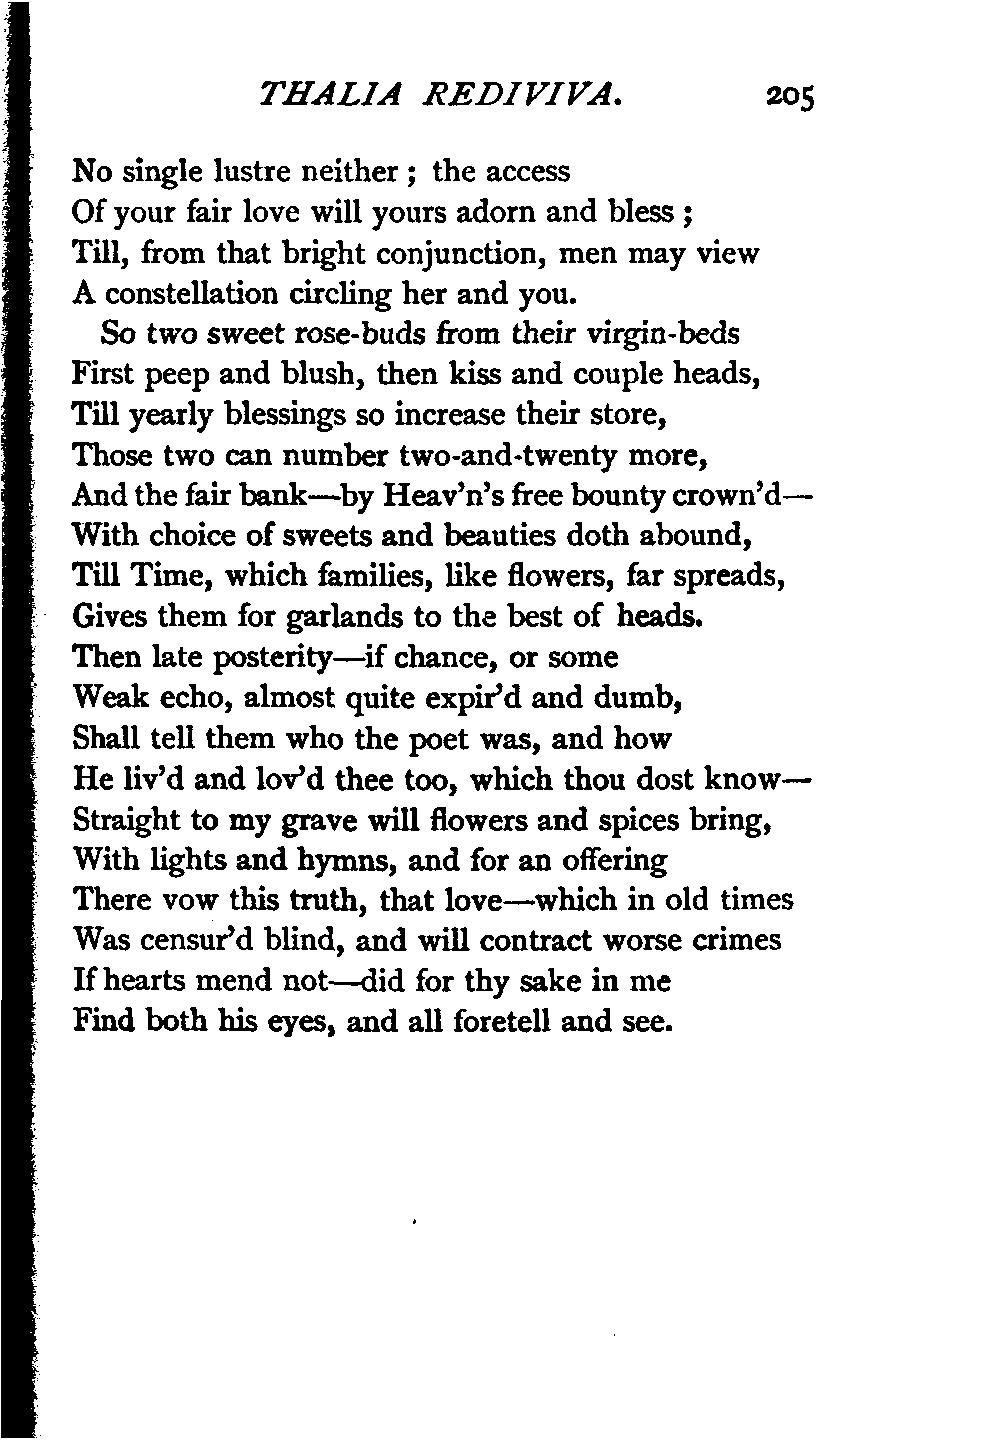 THALIA REDIVIVA. 205
No single lustre neither ; the access
Of your fair love will yours adorn and bless ;
Till, from that bright conjunction, men may view
A constellation circling her and you.
So two sweet rose-buds from their virgin-beds
First peep and blush, then kiss and couple heads,
Till yearly blessings so increase their store,
Those two can number two-and-twenty more,
And the fair bank—by Heav'n's free bounty crown'd—
With choice of sweets and beauties doth abound,
Till Time, which families, like flowers, far spreads,
Gives them for garlands to the best of heads.
Then late posterity—if chance, or some
Weak echo, almost quite expir'd and dumb,
Shall tell them who the poet was, and how
He liv'd and lov'd thee too, which thou dost know—
Straight to my grave will flowers and spices bring,
With lights and hymns, and for an offering
There vow this truth, that love—which in old times
Was censur'd blind, and will contract worse crimes
If hearts mend not—did for thy sake in me
Find both his eyes, and all foretell and see.